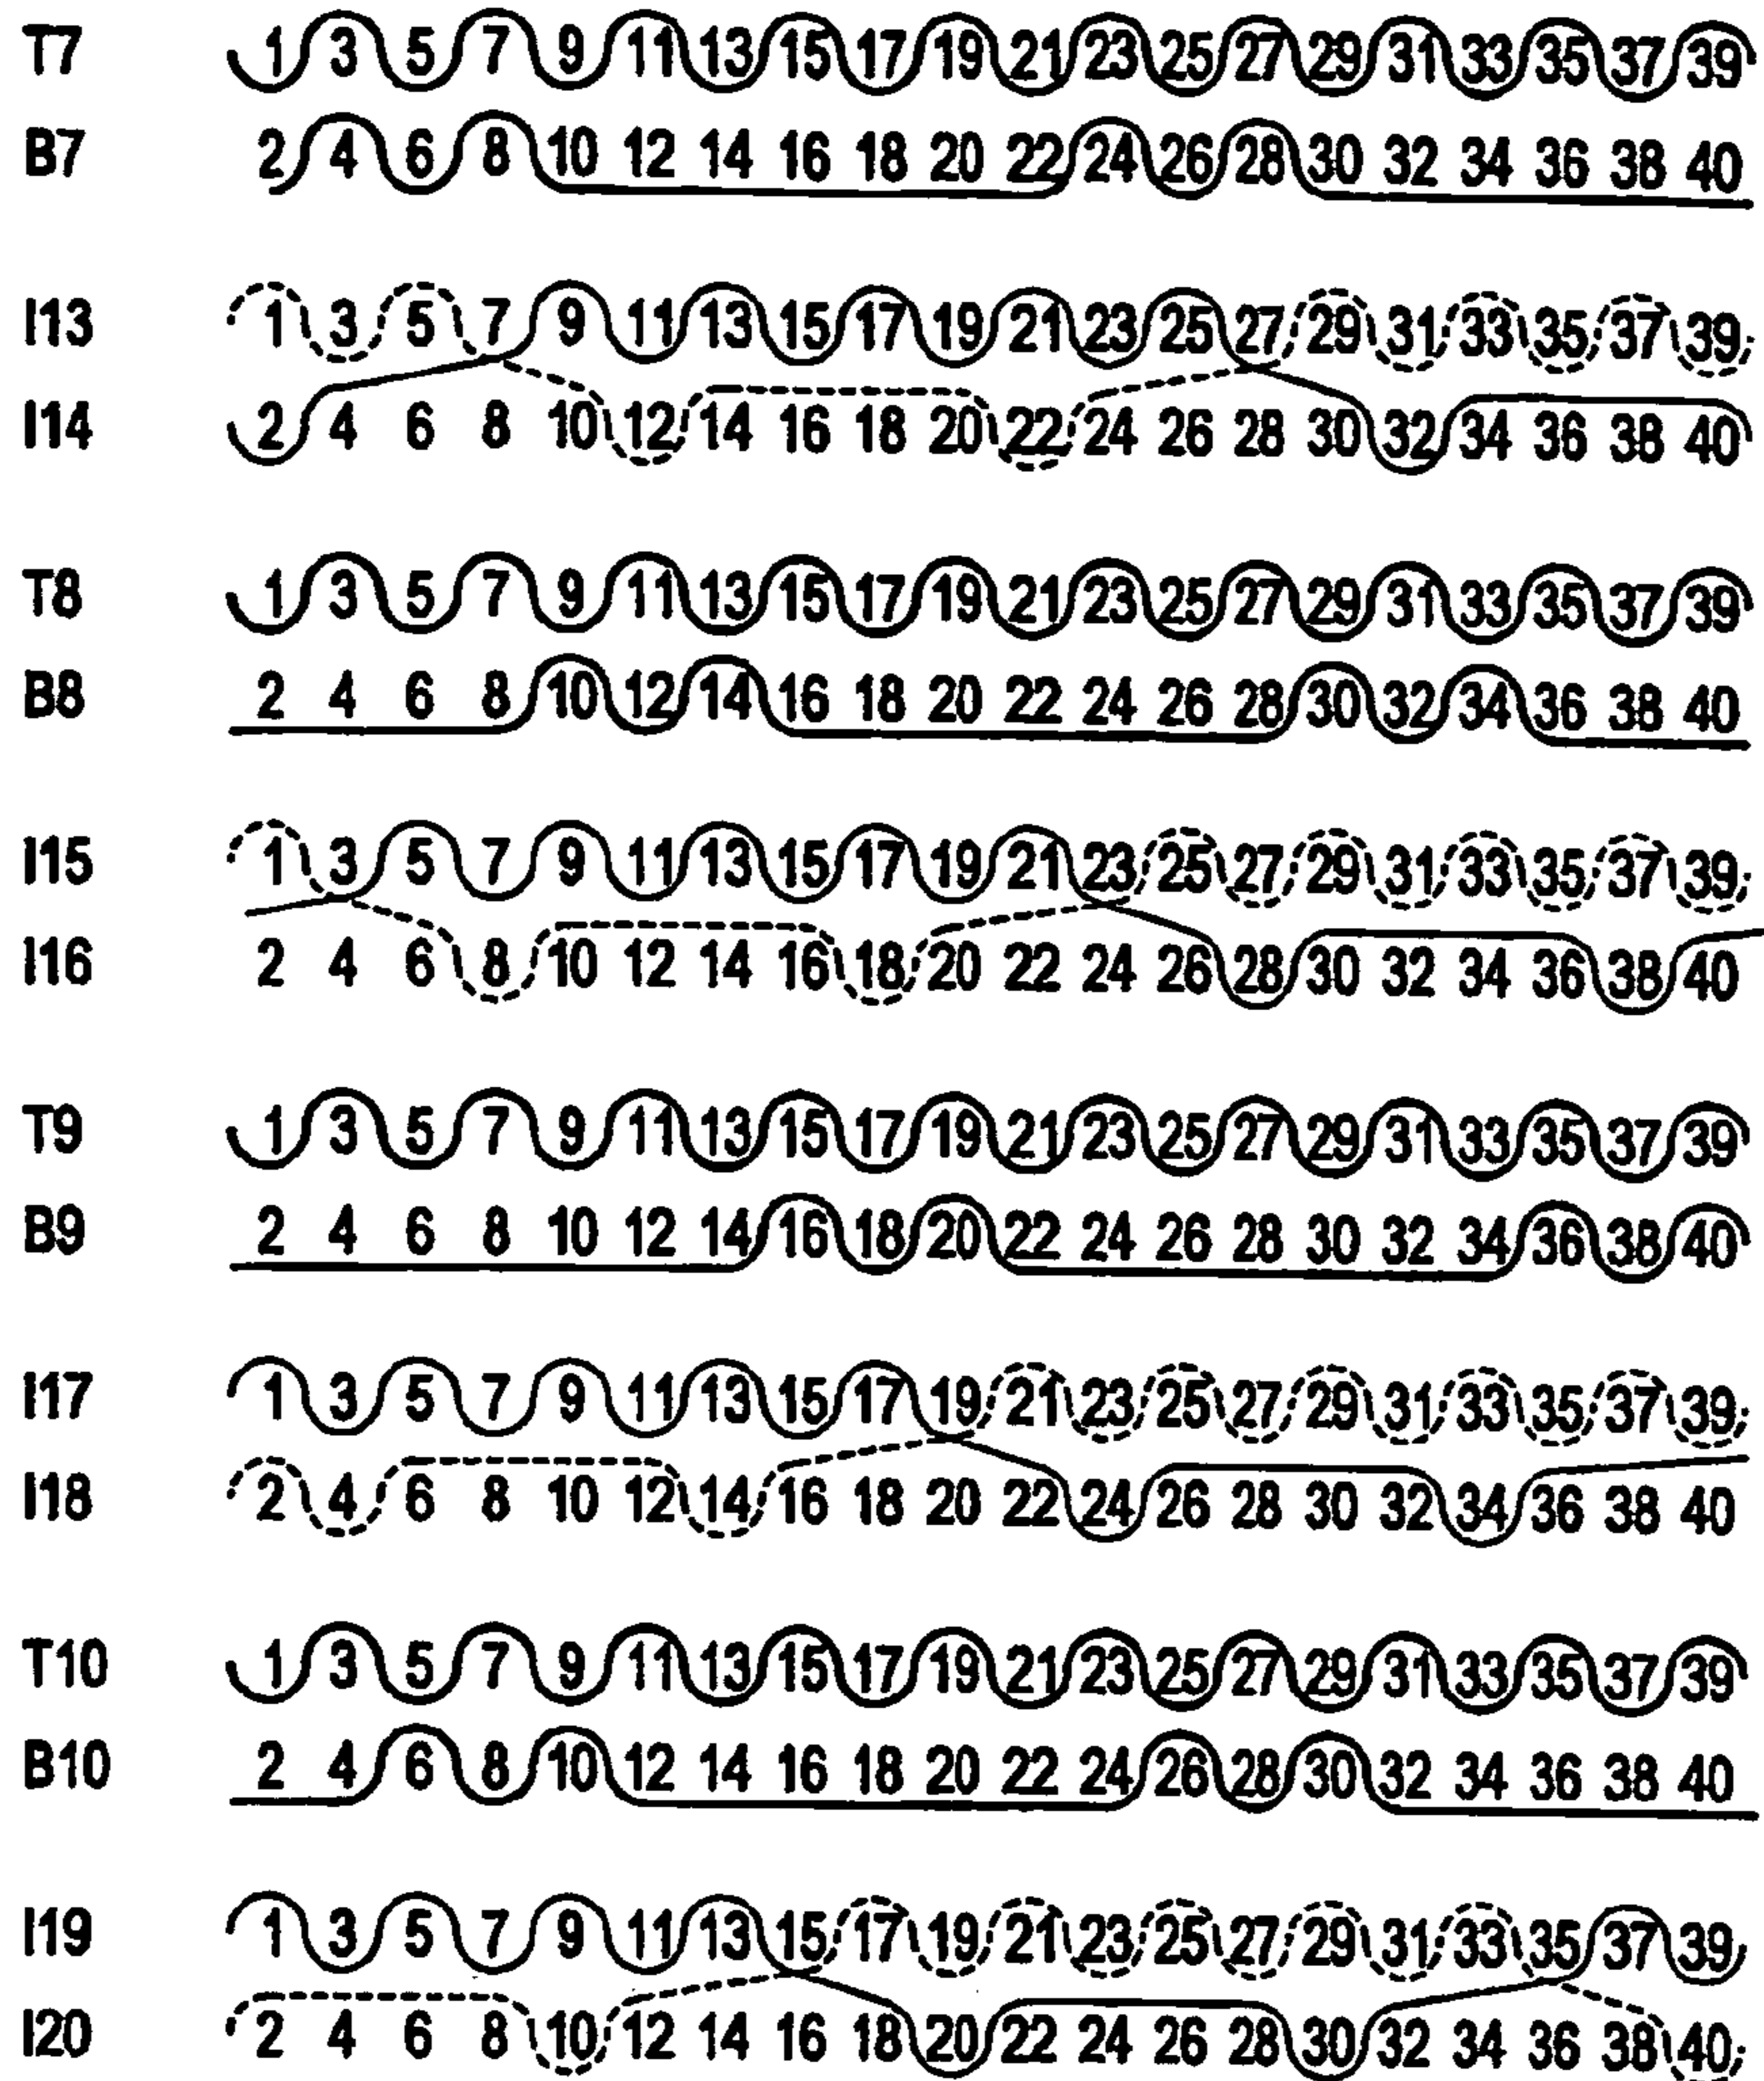 T7 1 3 5 7 9 11 13 15 17 19 21 23 25 27 29 31 33 35 37 39
B7 2 4 6 8 10 12 14 16 18 20 22 24 26 28 30 32 34 36 38 40
I13 1 3 5 7 9 11 13 15 17 19 21 23 25 27 29 31 33 35 37 39
I14 2 4 6 8 10 12 14 16 18 20 22 24 26 28 30 32 34 36 38 40
T8 1 3 5 7 9 11 13 15 17 19 21 23 25 27 29 31 33 35 37 39
B8 2 4 6 8 10 12 14 16 18 20 22 24 26 28 30 32 34 36 38 40
I15 1 3 5 7 9 11 13 15 17 19 21 23 25 27 29 31 33 35 37 39
I16 2 4 6 8 10 12 14 16 18 20 22 24 26 28 30 32 34 36 38 40
T9 1 3 5 7 9 11 13 15 17 19 21 23 25 27 29 31 33 35 37 39
B9 2 4 6 8 10 12 14 16 18 20 22 24 26 28 30 32 34 36 38 40
I17 1 3 5 7 9 11 13 15 17 19 21 23 25 27 29 31 33 35 37 39
I18 2 4 6 8 10 12 14 16 18 20 22 24 26 28 30 32 34 36 38 40
T10 1 3 5 7 9 11 13 15 17 19 21 23 25 27 29 31 33 35 37 39
B10 2 4 6 8 10 12 14 16 18 20 22 24 26 28 30 32 34 36 38 40
I19 1 3 5 7 9 11 13 15 17 19 21 23 25 27 29 31 33 35 37 39
I20 2 4 6 8 10 12 14 16 18 20 22 24 26 28 30 32 34 36 38 40